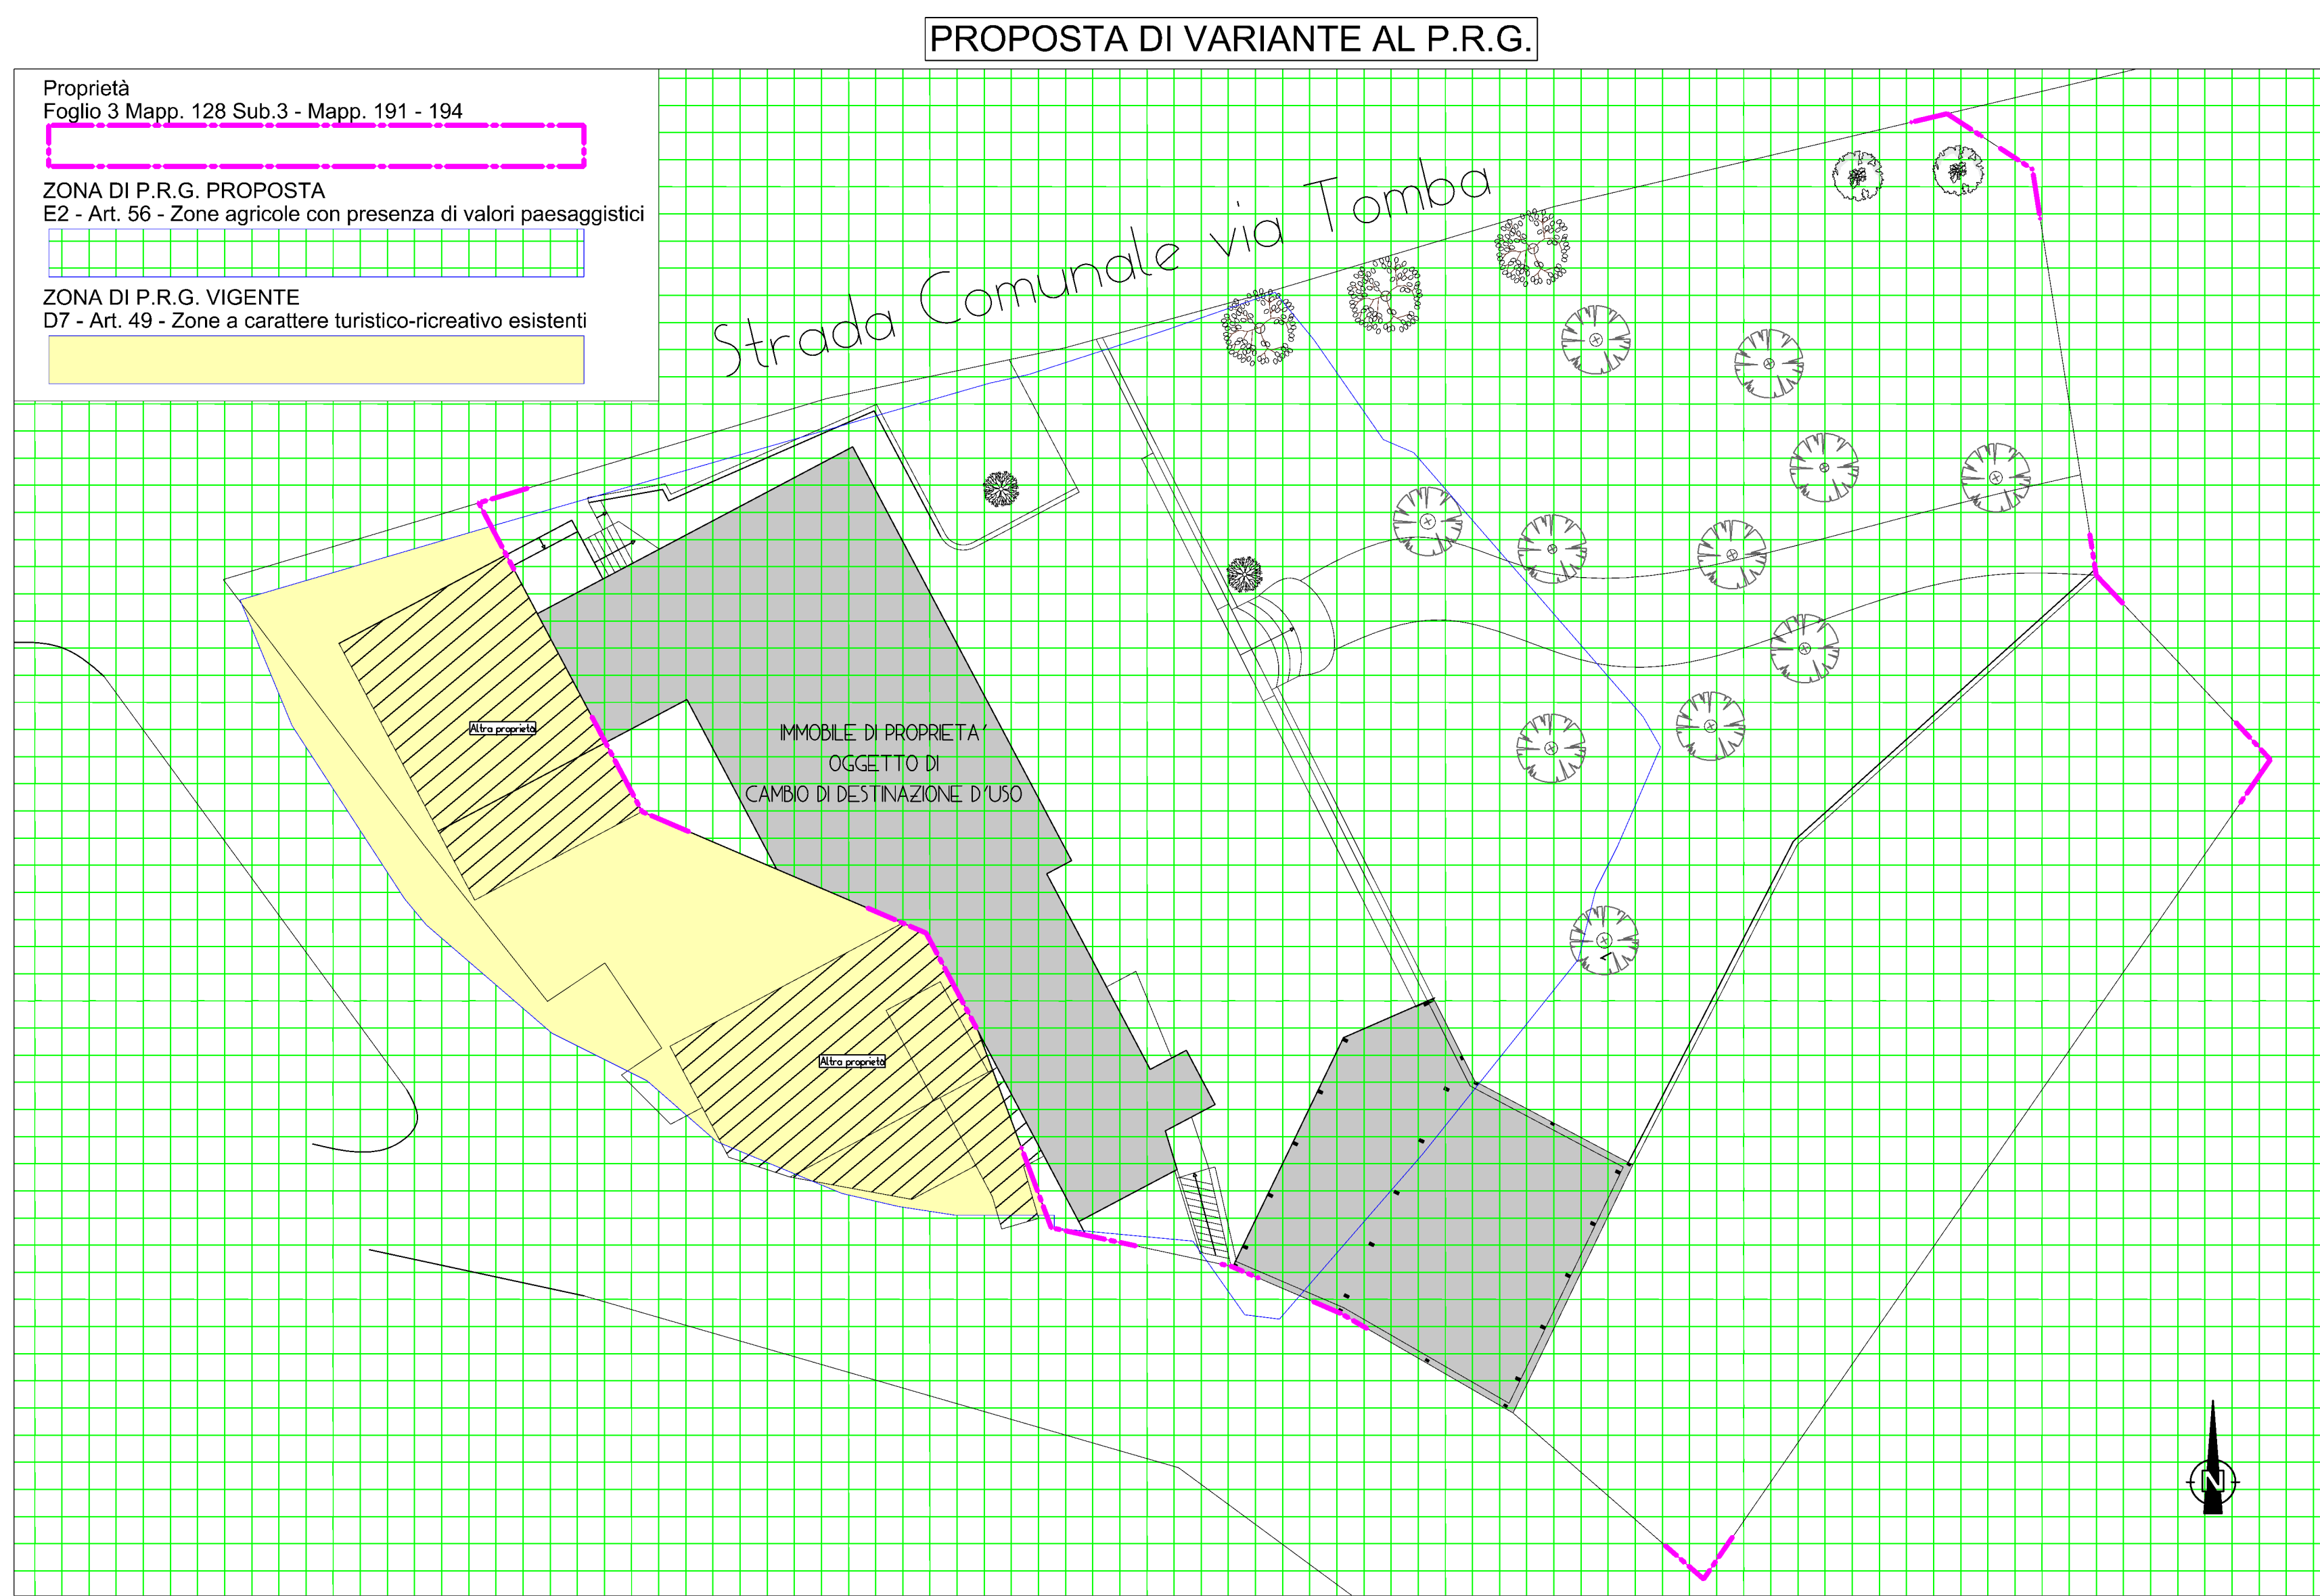 PROPOSTA DI VARIANTE AL P.R.G.
Proprietà
Foglio 3 Mapp. 128 Sub.3 - Mapp. 191 - 194
ZONA DI P.R.G. PROPOSTA
E2 - Art. 56 - Zone agricole con presenza di valori paesaggistici
ZONA DI P.R.G. VIGENTE
D7 - Art. 49 - Zone a carattere turistico-ricreativo esistenti
Strada Comunale via Tomba
Altra proprietà
IMMOBILE DI PROPRIETA'
OGGETTO DI
CAMBIO DI DESTINAZIONE D'USO
Altra proprietà
N